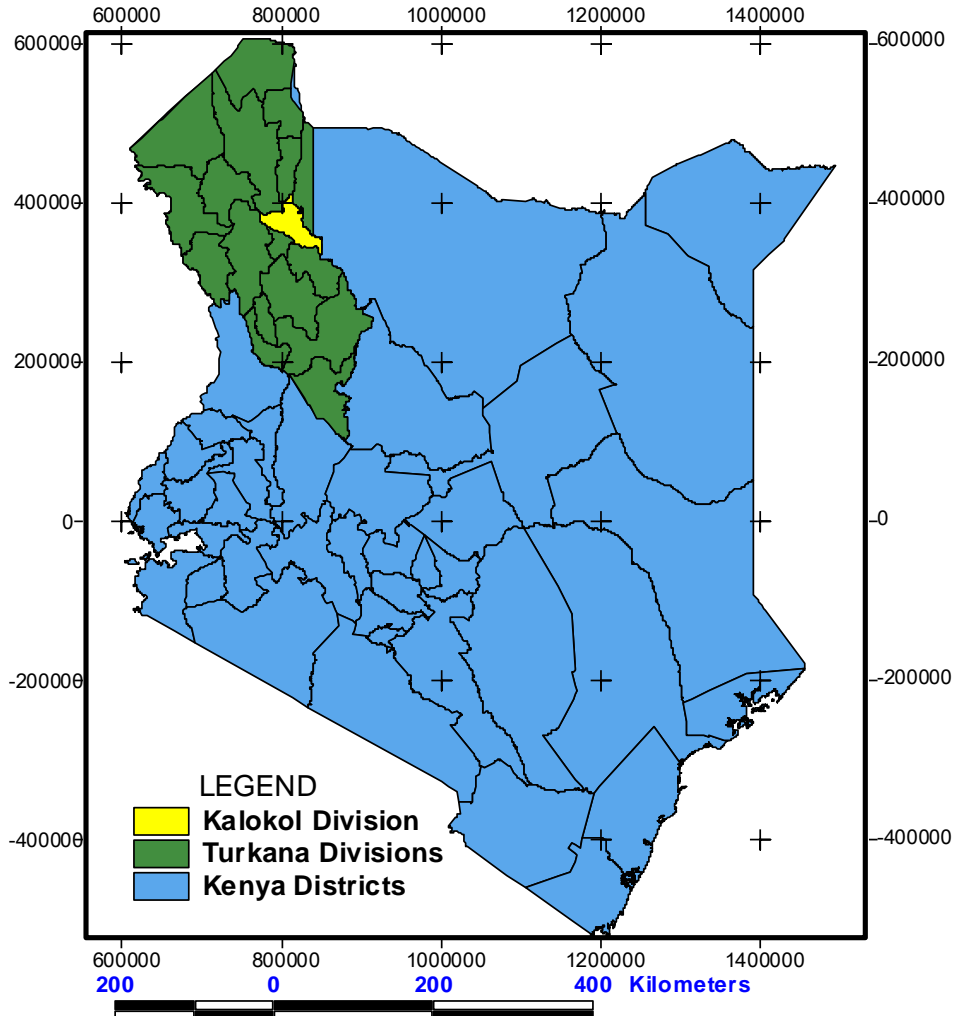 600000 800000 1000000 1200000 1400000
600000 600000
400000 400000
200000 200000
0 0
-200000 -200000
-400000 -400000
LEGEND
Kalokol Division
Turkana Divisions
Kenya Districts
600000 800000 1000000 1200000 1400000
200 0 200 400 Kilometers